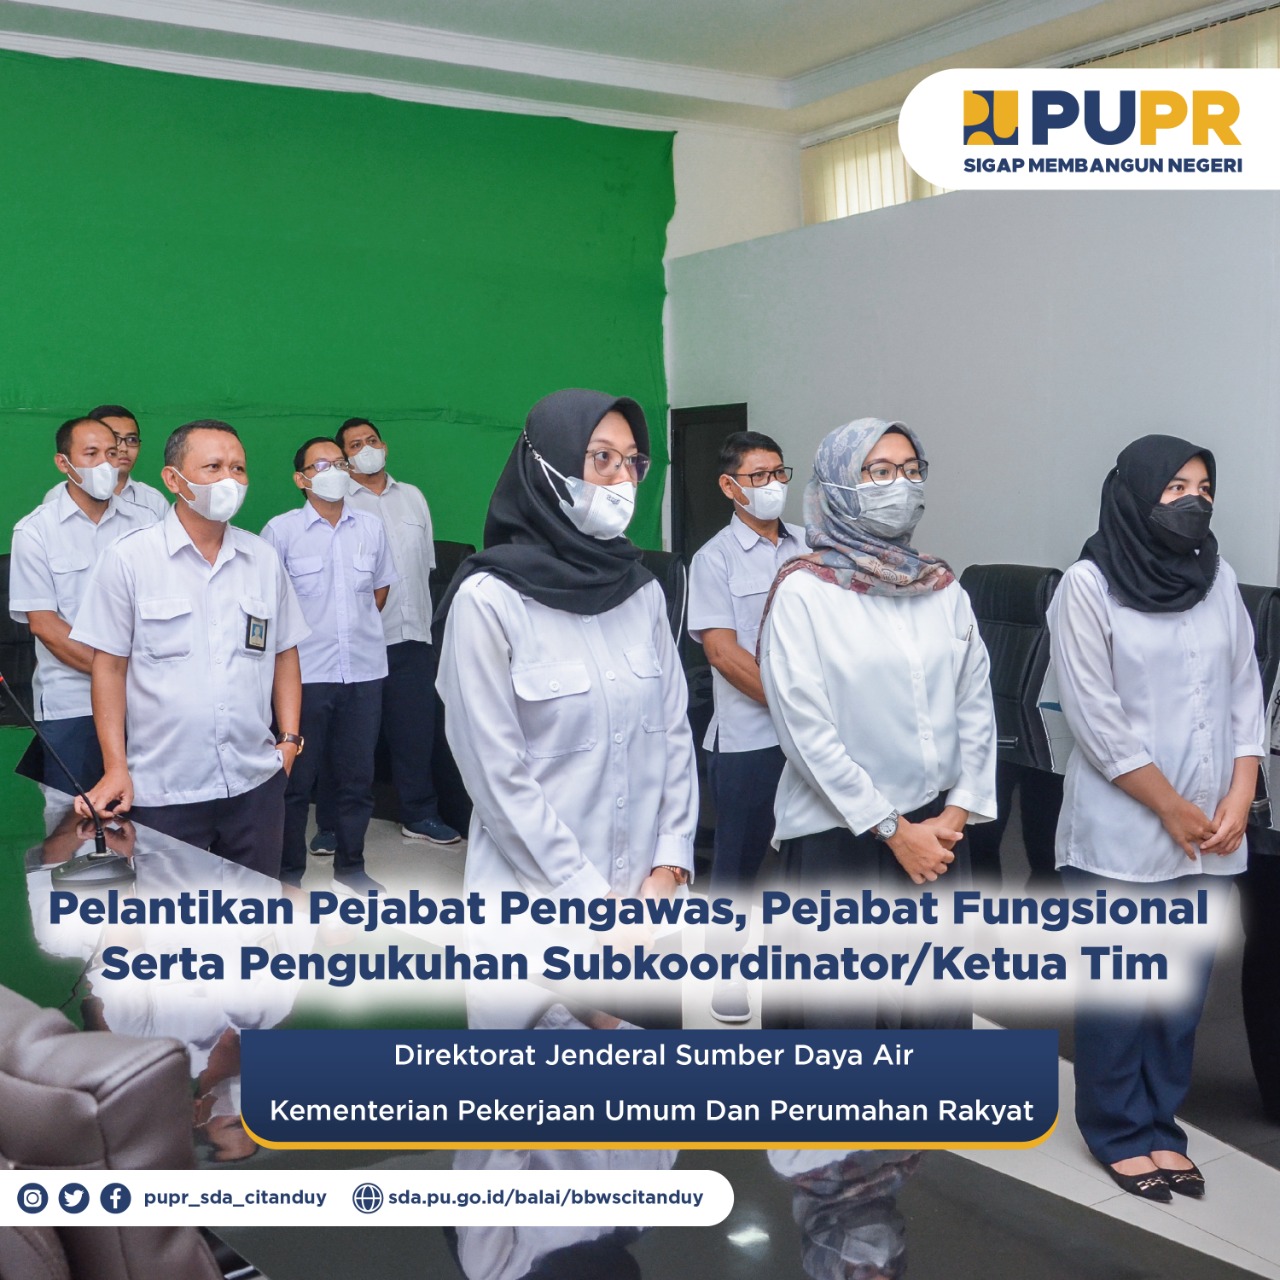 PUPR
SIGAP MEMBANGUN NEGERI
Pelantikan Pejabat Pengawas, Pejabat Fungsional
Serta Pengukuhan Subkoordinator/Ketua Tim
Direktorat Jenderal Sumber Daya Air
Kementerian Pekerjaan Umum Dan Perumahan Rakyat
pupr_sda_citanduy sda.pu.go.id/balai/bbwscitanduy